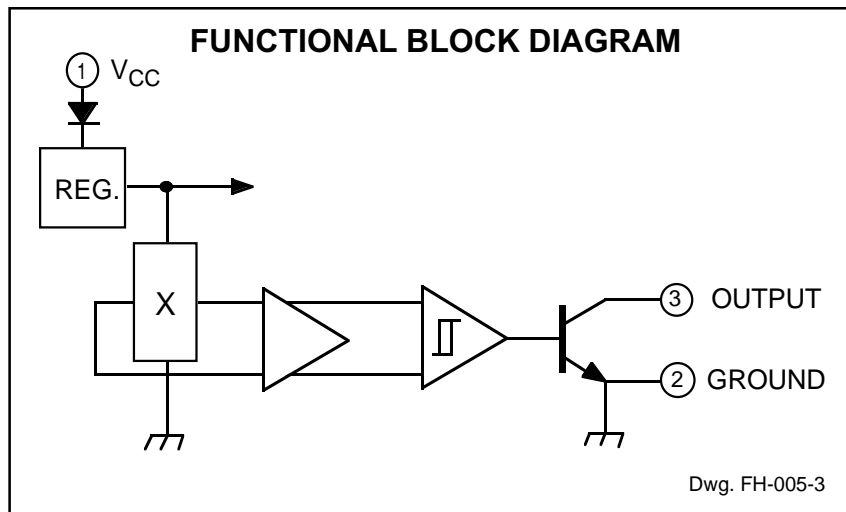 FUNCTIONAL BLOCK DIAGRAM
1 VCC
REG.
X
3 OUTPUT
2 GROUND
Dwg. FH-005-3